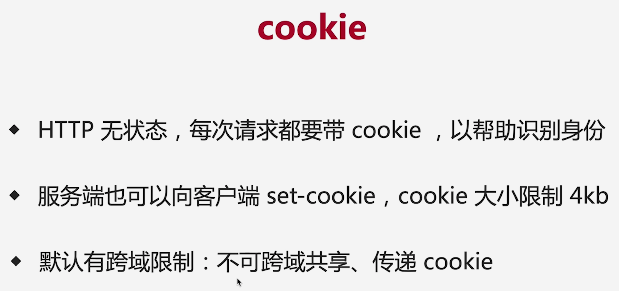 cookie
◆ HTTP 无状态，每次请求都要带 cookie ，以帮助识别身份
◆ 服务端也可以向客户端 set-cookie，cookie 大小限制 4kb
◆ 默认有跨域限制：不可跨域共享、传递 cookie